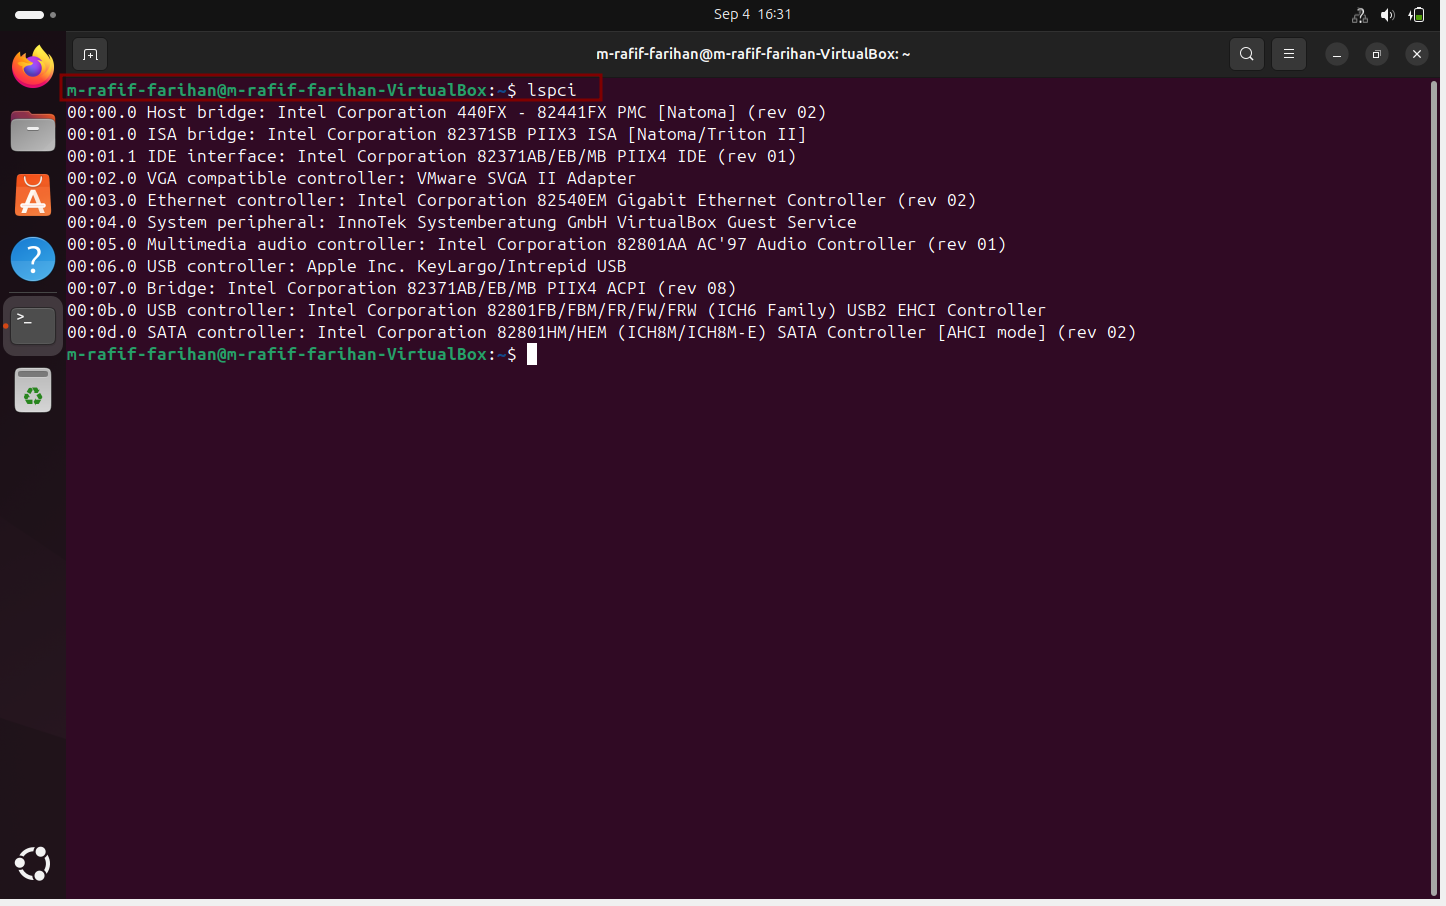 Sep 4 16:31
m-rafif-farihan@m-rafif-farihan-VirtualBox: ~
m-rafif-farihan@m-rafif-farihan-VirtualBox:~$ lspci
00:00.0 Host bridge: Intel Corporation 440FX - 82441FX PMC [Natoma] (rev 02)
00:01.0 ISA bridge: Intel Corporation 82371SB PIIX3 ISA [Natoma/Triton II]
00:01.1 IDE interface: Intel Corporation 82371AB/EB/MB PIIX4 IDE (rev 01)
00:02.0 VGA compatible controller: VMware SVGA II Adapter
00:03.0 Ethernet controller: Intel Corporation 82540EM Gigabit Ethernet Controller (rev 02)
00:04.0 System peripheral: InnoTek Systemberatung GmbH VirtualBox Guest Service
00:05.0 Multimedia audio controller: Intel Corporation 82801AA AC'97 Audio Controller (rev 01)
00:06.0 USB controller: Apple Inc. KeyLargo/Intrepid USB
00:07.0 Bridge: Intel Corporation 82371AB/EB/MB PIIX4 ACPI (rev 08)
00:0b.0 USB controller: Intel Corporation 82801FB/FBM/FR/FW/FRW (ICH6 Family) USB2 EHCI Controller
00:0d.0 SATA controller: Intel Corporation 82801HM/HEM (ICH8M/ICH8M-E) SATA Controller [AHCI mode] (rev 02)
m-rafif-farihan@m-rafif-farihan-VirtualBox:~$